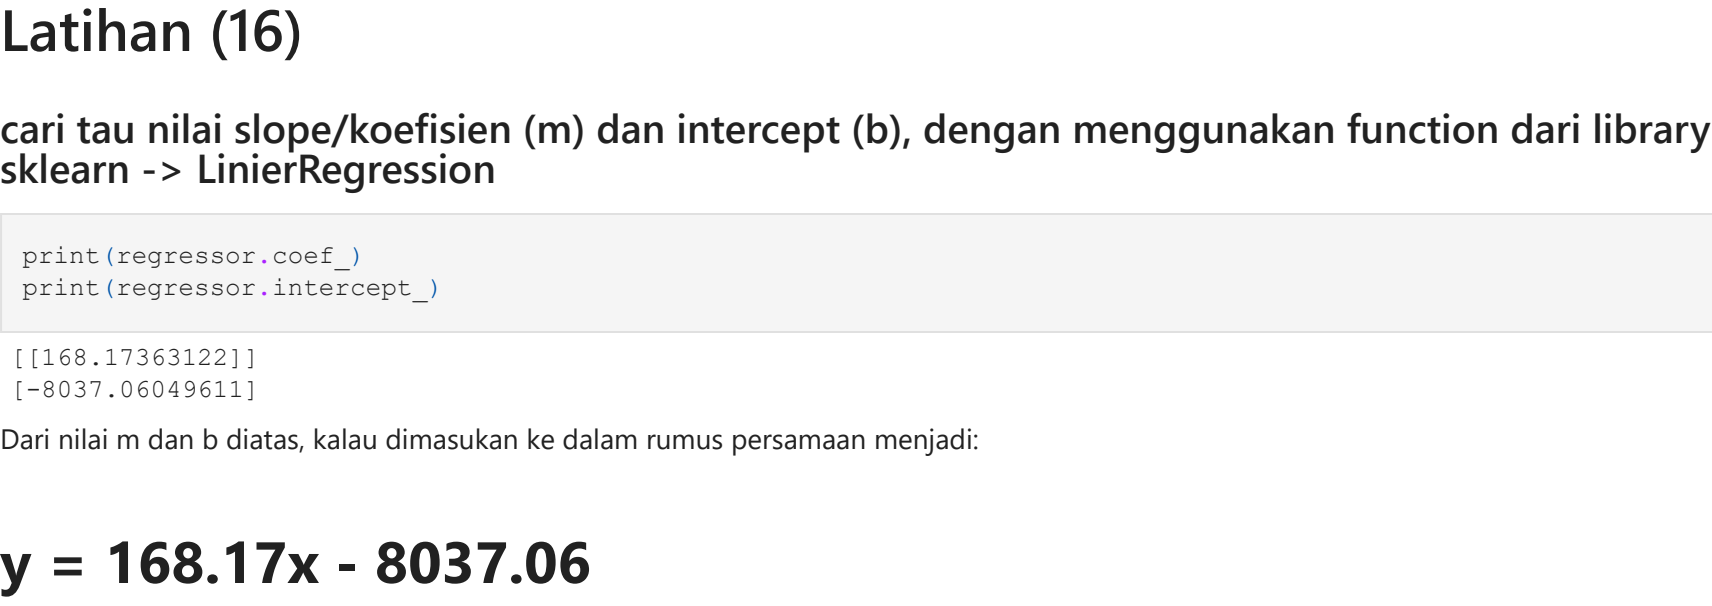 Latihan (16)
cari tau nilai slope/koefisien (m) dan intercept (b), dengan menggunakan function dari library
sklearn -> LinierRegression
print(regressor.coef_)
print(regressor.intercept_)
[[168.17363122]]
[-8037.06049611]
Dari nilai m dan b diatas, kalau dimasukan ke dalam rumus persamaan menjadi:
y = 168.17x - 8037.06